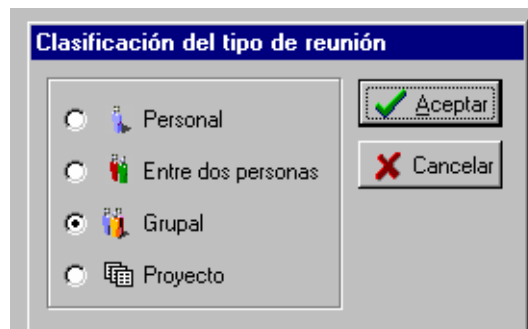 Clasificación del tipo de reunión
Personal
Entre dos personas
Grupal
Proyecto
Aceptar
Cancelar